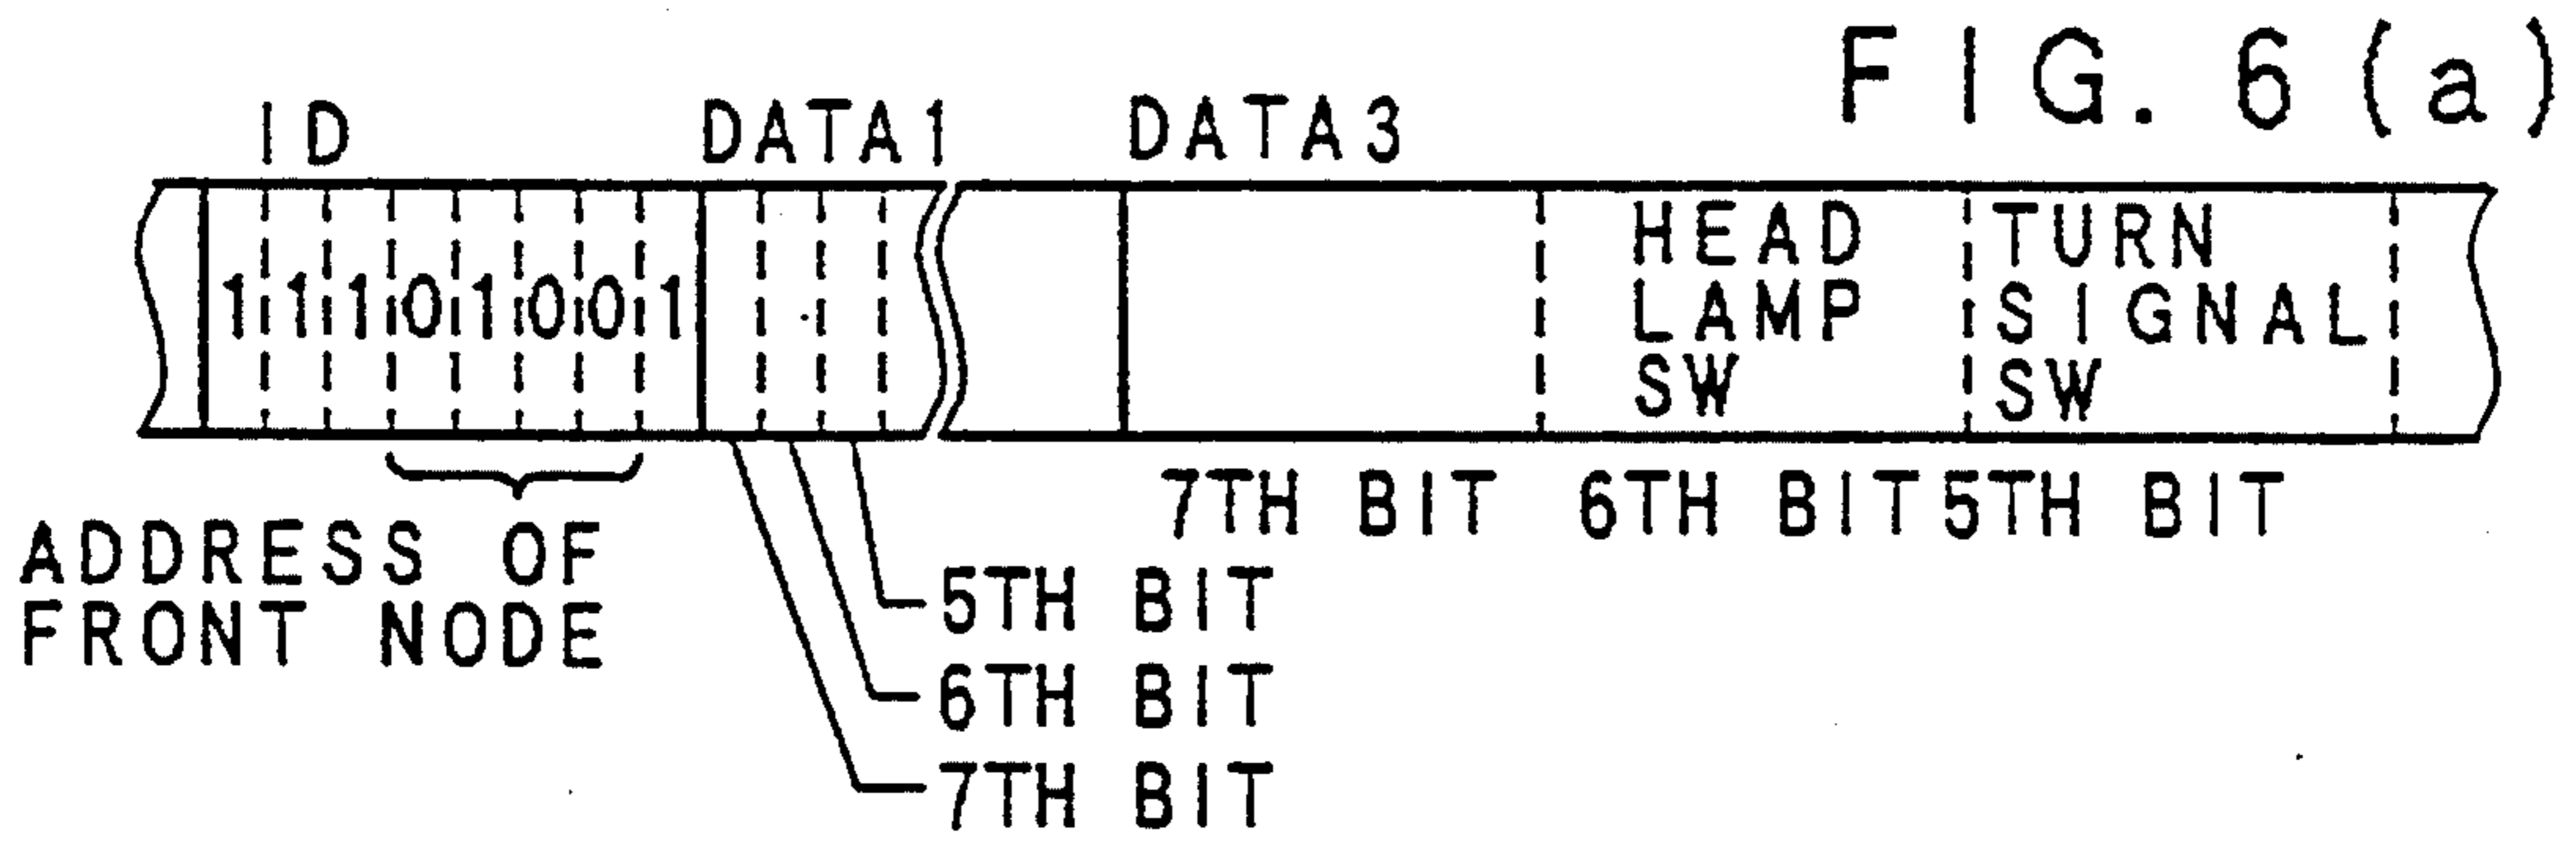 FIG. 6 (a)
ID DATA1 DATA3
1 1 1 0 1 0 0 1
HEAD
LAMP
SW
TURN
SIGNAL
SW
7TH BIT 6TH BIT 5TH BIT
ADDRESS OF
FRONT NODE
5TH BIT
6TH BIT
7TH BIT